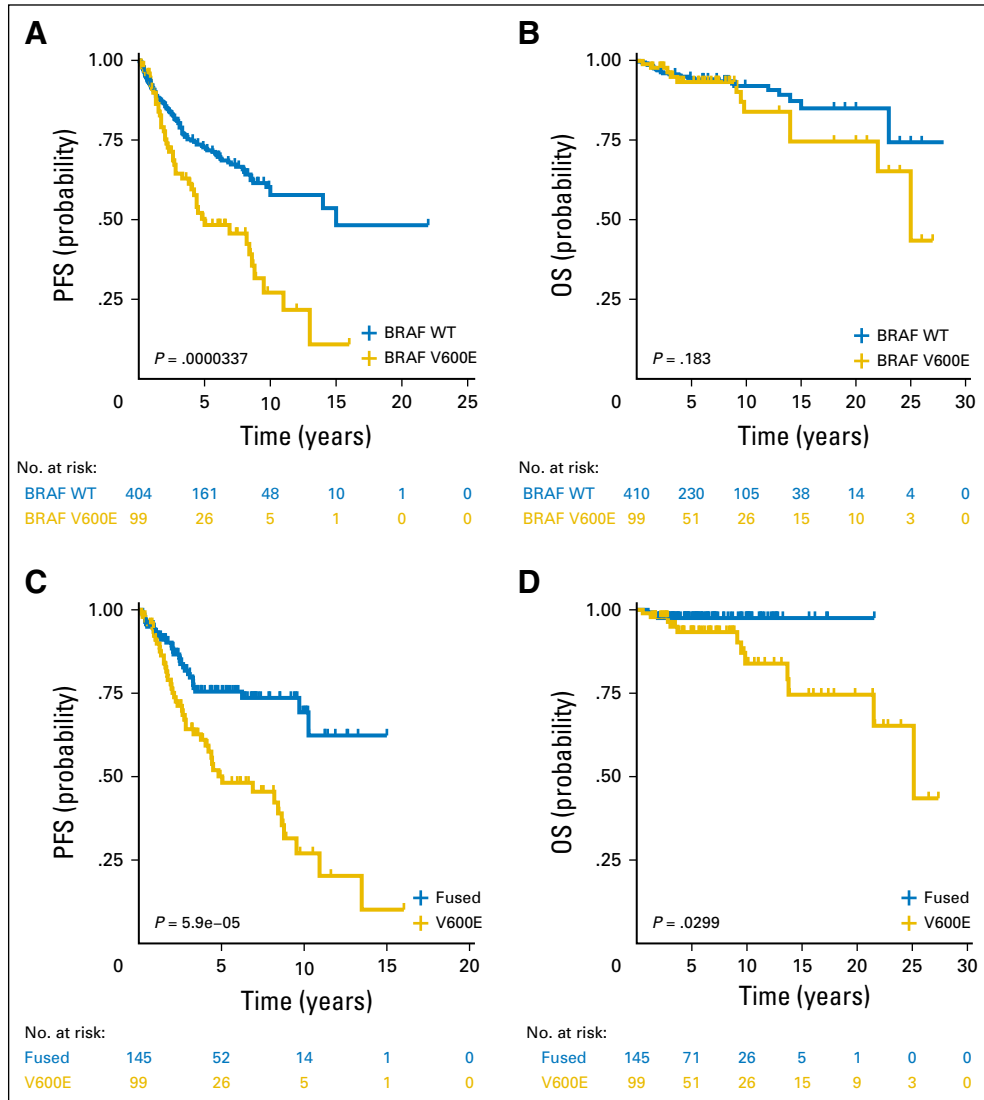 A
1.00
.75
.50
.25
PFS (probability)
BRAF WT
BRAF V600E
P = .0000337
0 5 10 15 20 25
Time (years)
No. at risk:
BRAF WT 404 161 48 10 1 0
BRAF V600E 99 26 5 1 0 0
B
1.00
.75
.50
.25
OS (probability)
BRAF WT
BRAF V600E
P = .183
0 5 10 15 20 25 30
Time (years)
No. at risk:
BRAF WT 410 230 105 38 14 4 0
BRAF V600E 99 51 26 15 10 3 0
C
1.00
.75
.50
.25
PFS (probability)
Fused
V600E
P = 5.9e−05
0 5 10 15 20
Time (years)
No. at risk:
Fused 145 52 14 1 0
V600E 99 26 5 1 0
D
1.00
.75
.50
.25
OS (probability)
Fused
V600E
P = .0299
0 5 10 15 20 25 30
Time (years)
No. at risk:
Fused 145 71 26 5 1 0 0
V600E 99 51 26 15 9 3 0